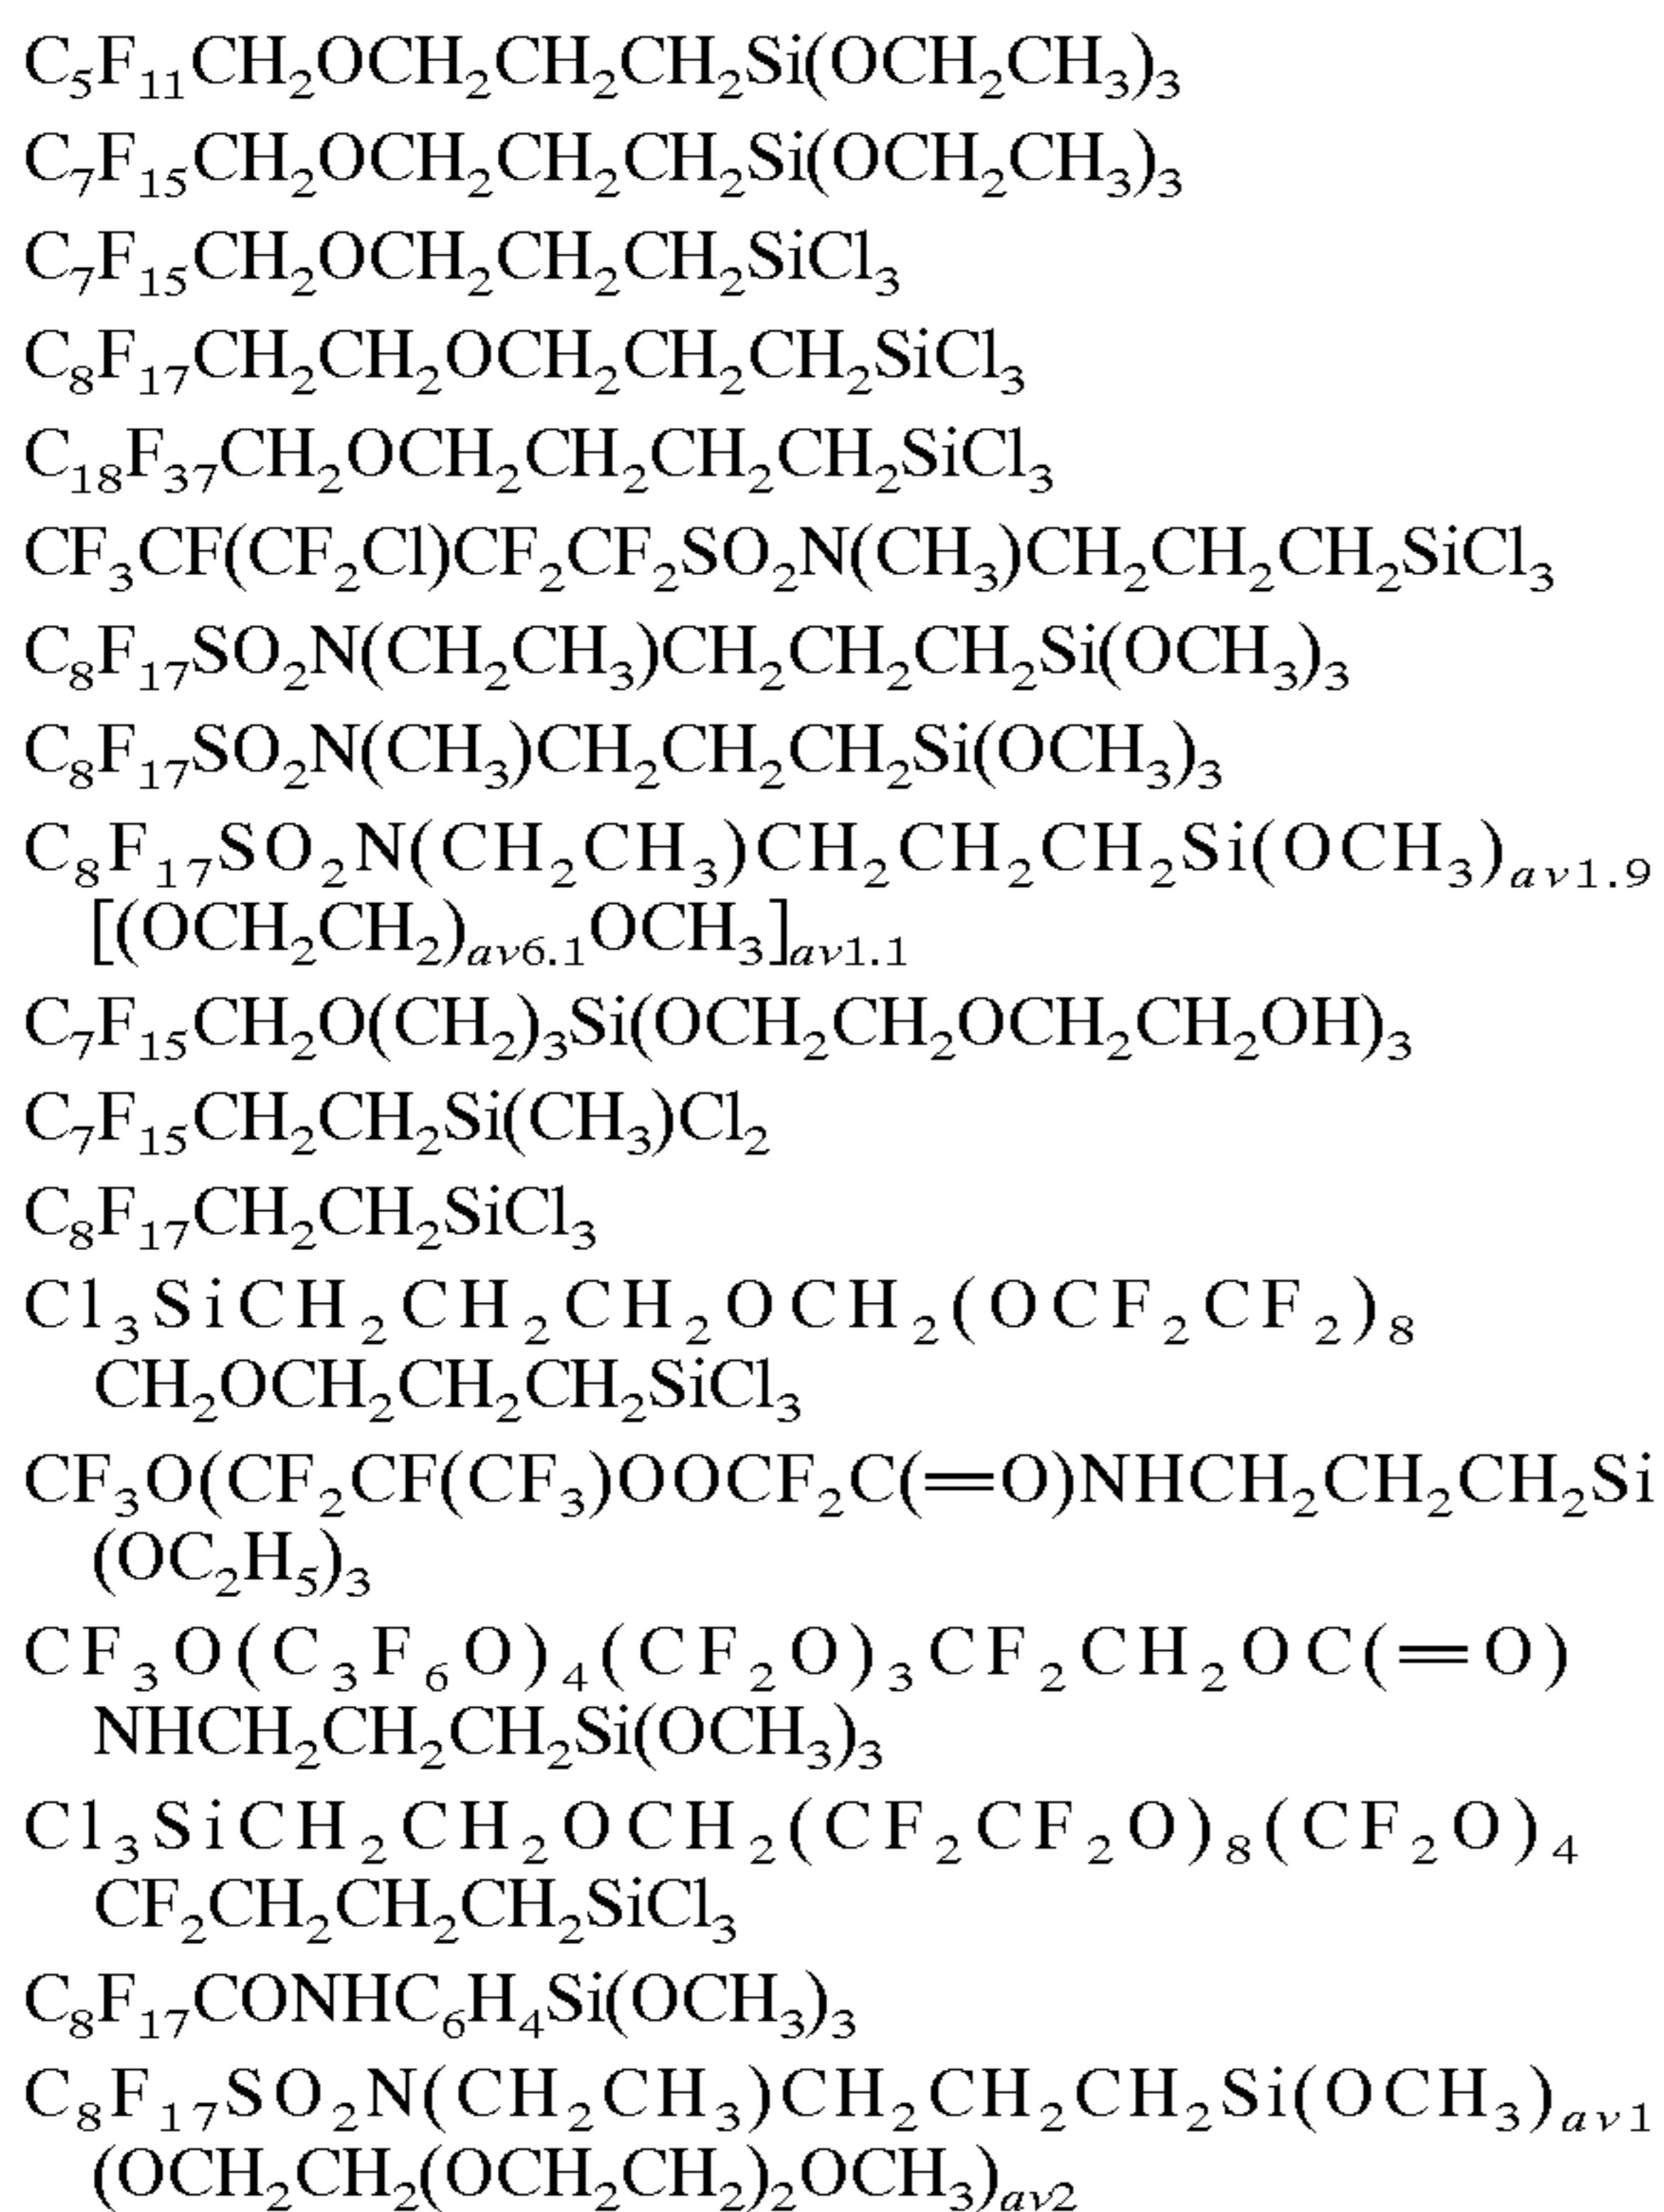 C₅F₁₁CH₂OCH₂CH₂CH₂Si(OCH₂CH₃)₃
C₇F₁₅CH₂OCH₂CH₂CH₂Si(OCH₂CH₃)₃
C₇F₁₅CH₂OCH₂CH₂CH₂SiCl₃
C₈F₁₇CH₂CH₂OCH₂CH₂CH₂SiCl₃
C₁₈F₃₇CH₂OCH₂CH₂CH₂CH₂SiCl₃
CF₃CF(CF₂Cl)CF₂CF₂SO₂N(CH₃)CH₂CH₂CH₂SiCl₃
C₈F₁₇SO₂N(CH₂CH₃)CH₂CH₂CH₂Si(OCH₃)₃
C₈F₁₇SO₂N(CH₃)CH₂CH₂CH₂Si(OCH₃)₃
C₈F₁₇SO₂N(CH₂CH₃)CH₂CH₂CH₂Si(OCH₃)av1.9
[(OCH₂CH₂)av6.1OCH₃]av1.1
C₇F₁₅CH₂O(CH₂)₃Si(OCH₂CH₂OCH₂CH₂OH)₃
C₇F₁₅CH₂CH₂Si(CH₃)Cl₂
C₈F₁₇CH₂CH₂SiCl₃
Cl₃SiCH₂CH₂CH₂OCH₂(OCF₂CF₂)₈
CH₂OCH₂CH₂CH₂SiCl₃
CF₃O(CF₂CF(CF₃)OOCF₂C(=O)NHCH₂CH₂CH₂Si
(OC₂H₅)₃
CF₃O(C₃F₆O)₄(CF₂O)₃CF₂CH₂OC(=O)
NHCH₂CH₂CH₂Si(OCH₃)₃
Cl₃SiCH₂CH₂OCH₂(CF₂CF₂O)₈(CF₂O)₄
CF₂CH₂CH₂CH₂SiCl₃
C₈F₁₇CONHC₆H₄Si(OCH₃)₃
C₈F₁₇SO₂N(CH₂CH₃)CH₂CH₂CH₂Si(OCH₃)av1
(OCH₂CH₂(OCH₂CH₂)₂OCH₃)av2